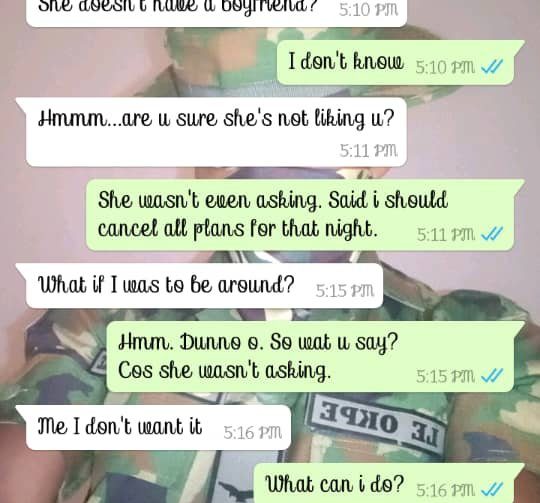 She doesn't have a boyfriend? 5:10 PM
I don't know 5:10 PM
Hmmm...are u sure she's not liking u?
5:11 PM
She wasn't even asking. Said i should
cancel all plans for that night. 5:11 PM
What if I was to be around? 5:15 PM
Hmm. Dunno o. So wat u say?
Cos she wasn't asking. 5:15 PM
Me I don't want it 5:16 PM
LE OKPE
What can i do? 5:16 PM